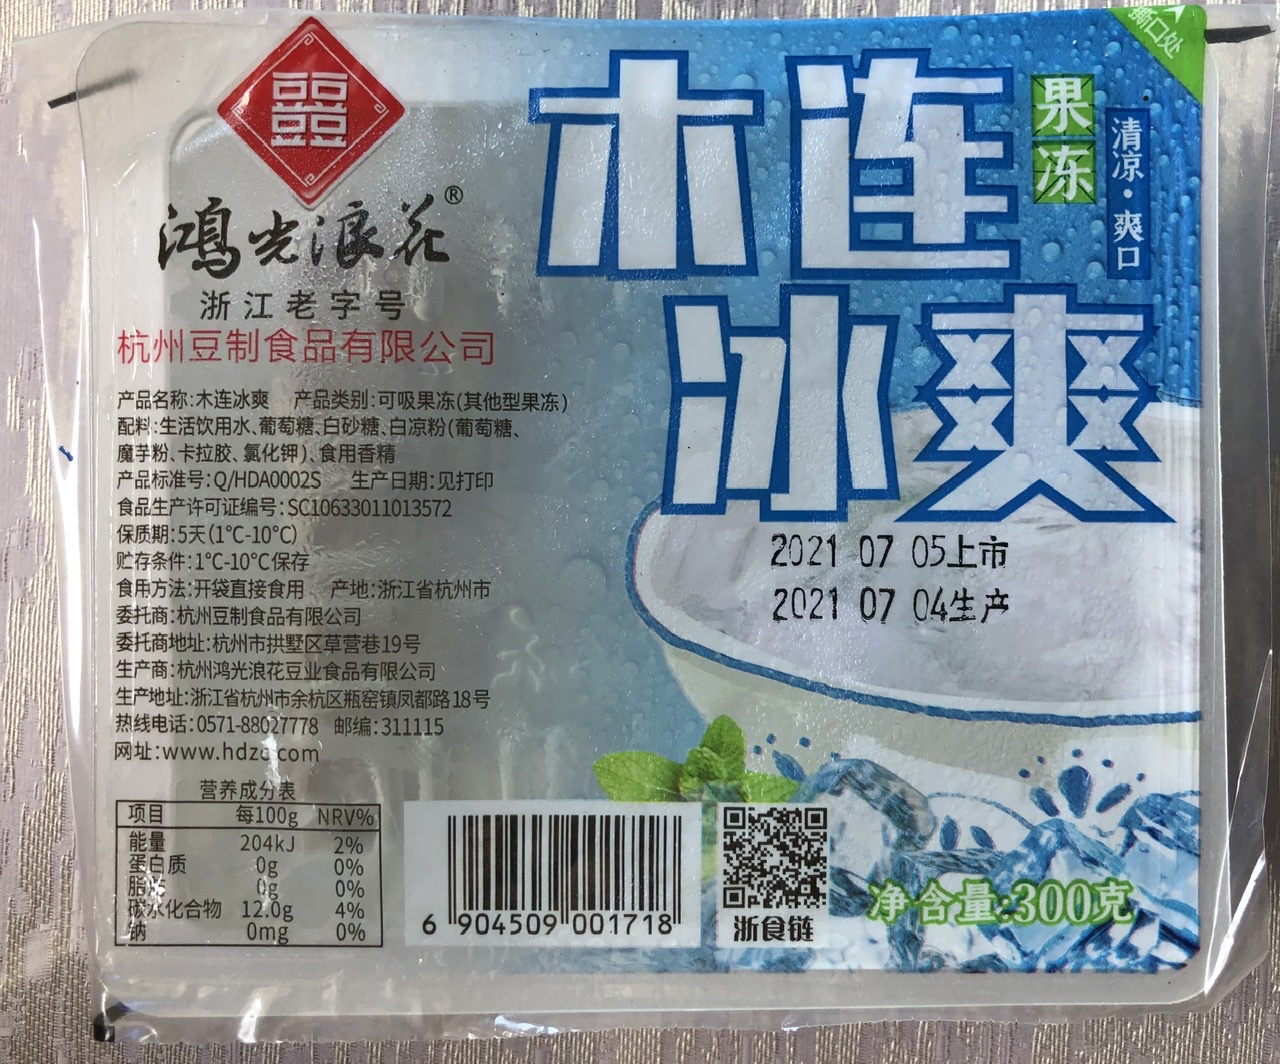 撕口处
木连
果冻
清凉·爽口
冰爽
鸿光浪花®
浙江老字号
杭州豆制食品有限公司
产品名称:木连冰爽 产品类别:可吸果冻(其他型果冻)
配料:生活饮用水、葡萄糖、白砂糖、白凉粉(葡萄糖、
魔芋粉、卡拉胶、氯化钾)、食用香精
产品标准号:Q/HDA0002S 生产日期:见打印
食品生产许可证编号:SC10633011013572
保质期:5天(1°C-10°C)
贮存条件:1°C-10°C保存
食用方法:开袋直接食用 产地:浙江省杭州市
委托商:杭州豆制食品有限公司
委托商地址:杭州市拱墅区草营巷19号
生产商:杭州鸿光浪花豆业食品有限公司
生产地址:浙江省杭州市余杭区瓶窑镇凤都路18号
热线电话:0571-88027778 邮编:311115
网址:
2021 07 05上市
2021 07 04生产
营养成分表
项目 每100g NRV%
能量 204kJ 2%
蛋白质 0g 0%
脂肪 0g 0%
碳水化合物 12.0g 4%
钠 0mg 0%
6 904509 001718
浙食链
净含量:300克